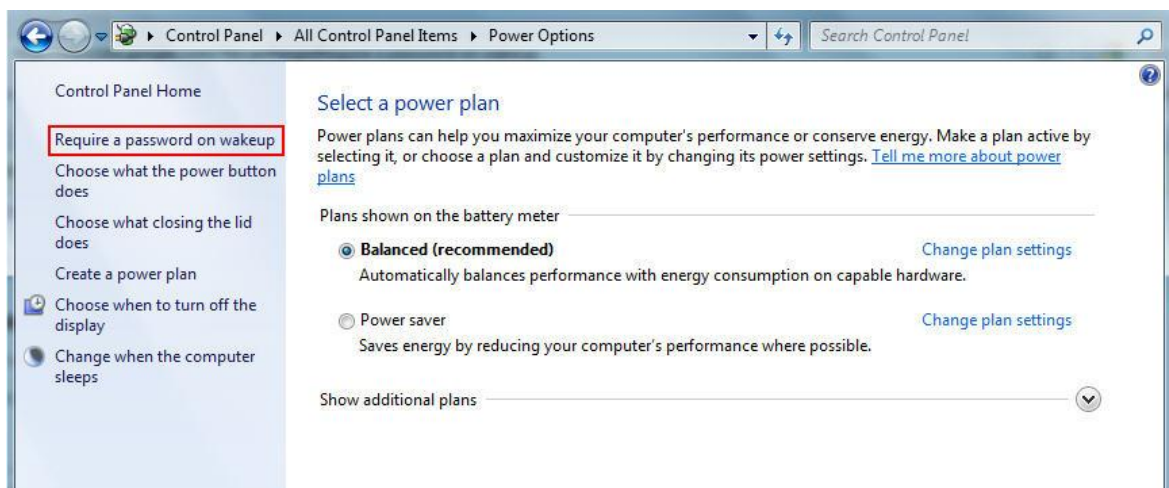 Control Panel ▸ All Control Panel Items ▸ Power Options
Search Control Panel
Control Panel Home
Require a password on wakeup
Choose what the power button
does
Choose what closing the lid
does
Create a power plan
Choose when to turn off the
display
Change when the computer
sleeps
Select a power plan
Power plans can help you maximize your computer's performance or conserve energy. Make a plan active by
selecting it, or choose a plan and customize it by changing its power settings. Tell me more about power
plans
Plans shown on the battery meter
Balanced (recommended) Change plan settings
Automatically balances performance with energy consumption on capable hardware.
Power saver Change plan settings
Saves energy by reducing your computer's performance where possible.
Show additional plans